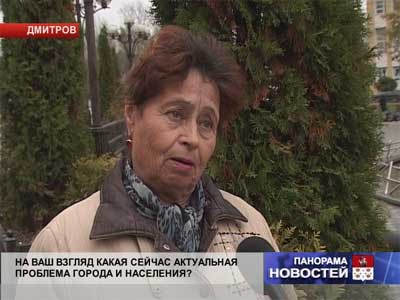 ДМИТРОВ
НА ВАШ ВЗГЛЯД КАКАЯ СЕЙЧАС АКТУАЛЬНАЯ
ПРОБЛЕМА ГОРОДА И НАСЕЛЕНИЯ?
ПАНОРАМА
НОВОСТЕЙ